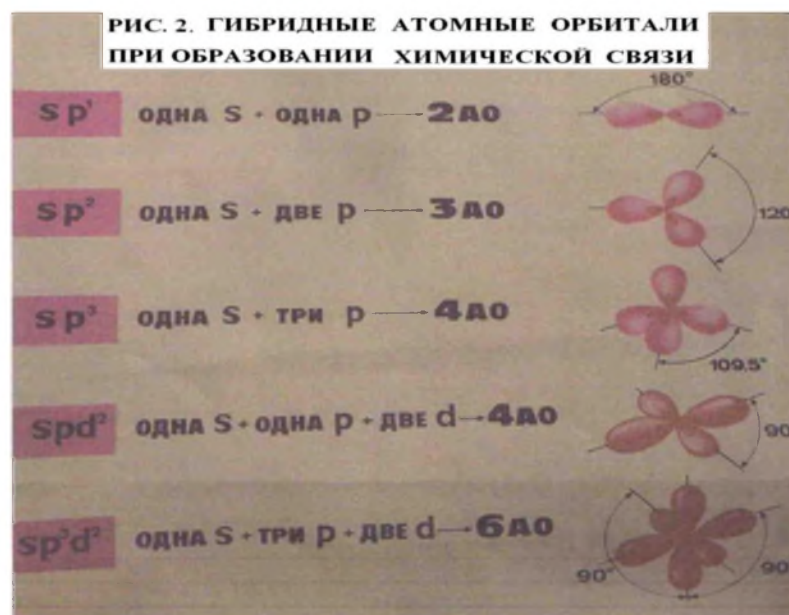 РИС. 2. ГИБРИДНЫЕ АТОМНЫЕ ОРБИТАЛИ
ПРИ ОБРАЗОВАНИИ ХИМИЧЕСКОЙ СВЯЗИ
sp¹ ОДНА S + ОДНА p → 2АО 180°
sp² ОДНА S + ДВЕ p → 3АО 120
sp³ ОДНА S + ТРИ p → 4АО 109.5°
spd² ОДНА S + ОДНА p + ДВЕ d → 4АО 90
sp³d² ОДНА S + ТРИ p + ДВЕ d → 6АО 90° 90°